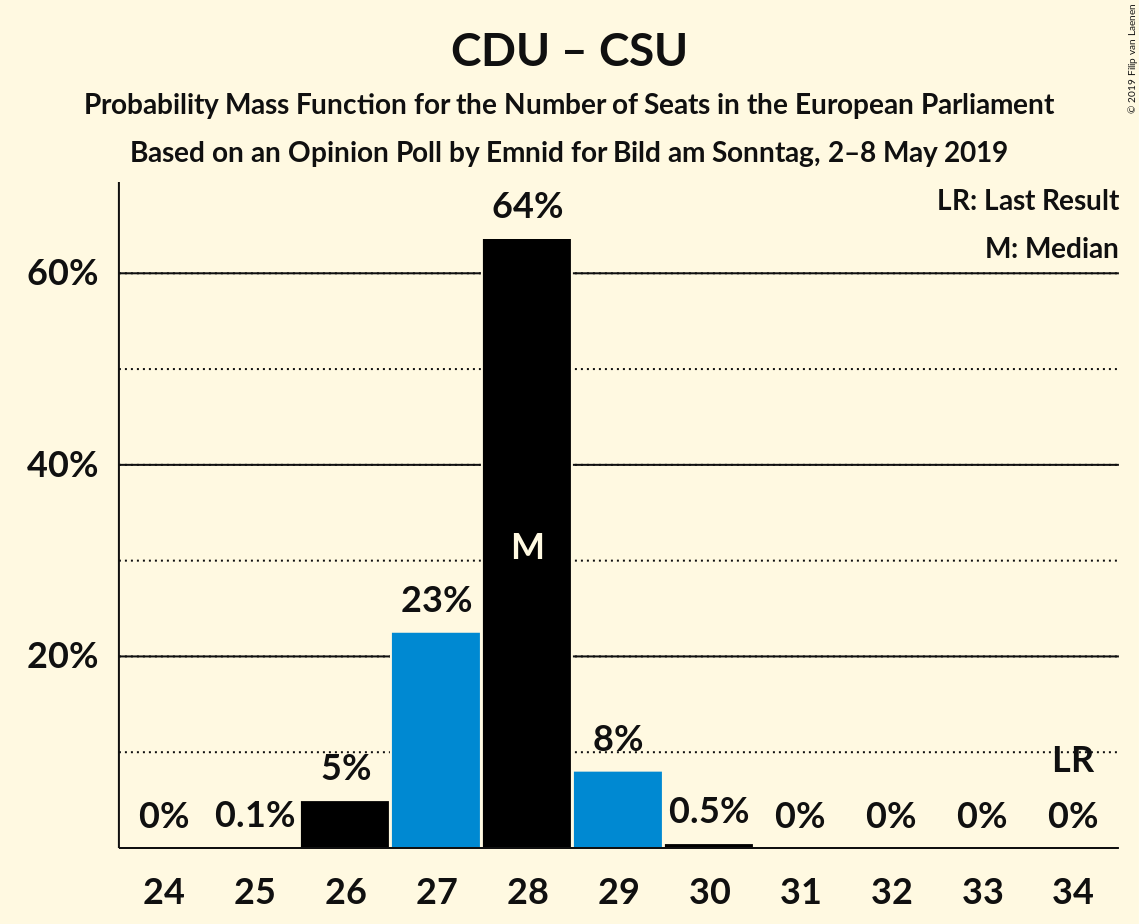 CDU – CSU
Probability Mass Function for the Number of Seats in the European Parliament
Based on an Opinion Poll by Emnid for Bild am Sonntag, 2–8 May 2019
© 2019 Filip van Laenen
LR: Last Result
M: Median
64%
60%
40%
M
23%
20%
8%
5%
LR
0% 0.1% 0.5% 0% 0% 0% 0%
24 25 26 27 28 29 30 31 32 33 34